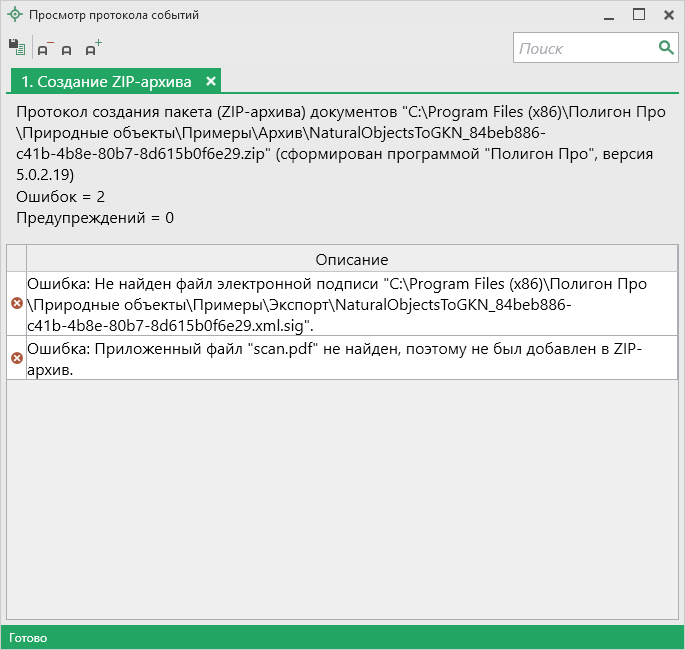 Просмотр протокола событий
Поиск
1. Создание ZIP-архива
Протокол создания пакета (ZIP-архива) документов "C:\Program Files (x86)\Полигон Про
\Природные объекты\Примеры\Архив\NaturalObjectsToGKN_84beb886-
c41b-4b8e-80b7-8d615b0f6e29.zip" (сформирован программой "Полигон Про", версия
5.0.2.19)
Ошибок = 2
Предупреждений = 0
Описание
Ошибка: Не найден файл электронной подписи "C:\Program Files (x86)\Полигон Про
\Природные объекты\Примеры\Экспорт\NaturalObjectsToGKN_84beb886-
c41b-4b8e-80b7-8d615b0f6e29.xml.sig".
Ошибка: Приложенный файл "scan.pdf" не найден, поэтому не был добавлен в ZIP-
архив.
Готово